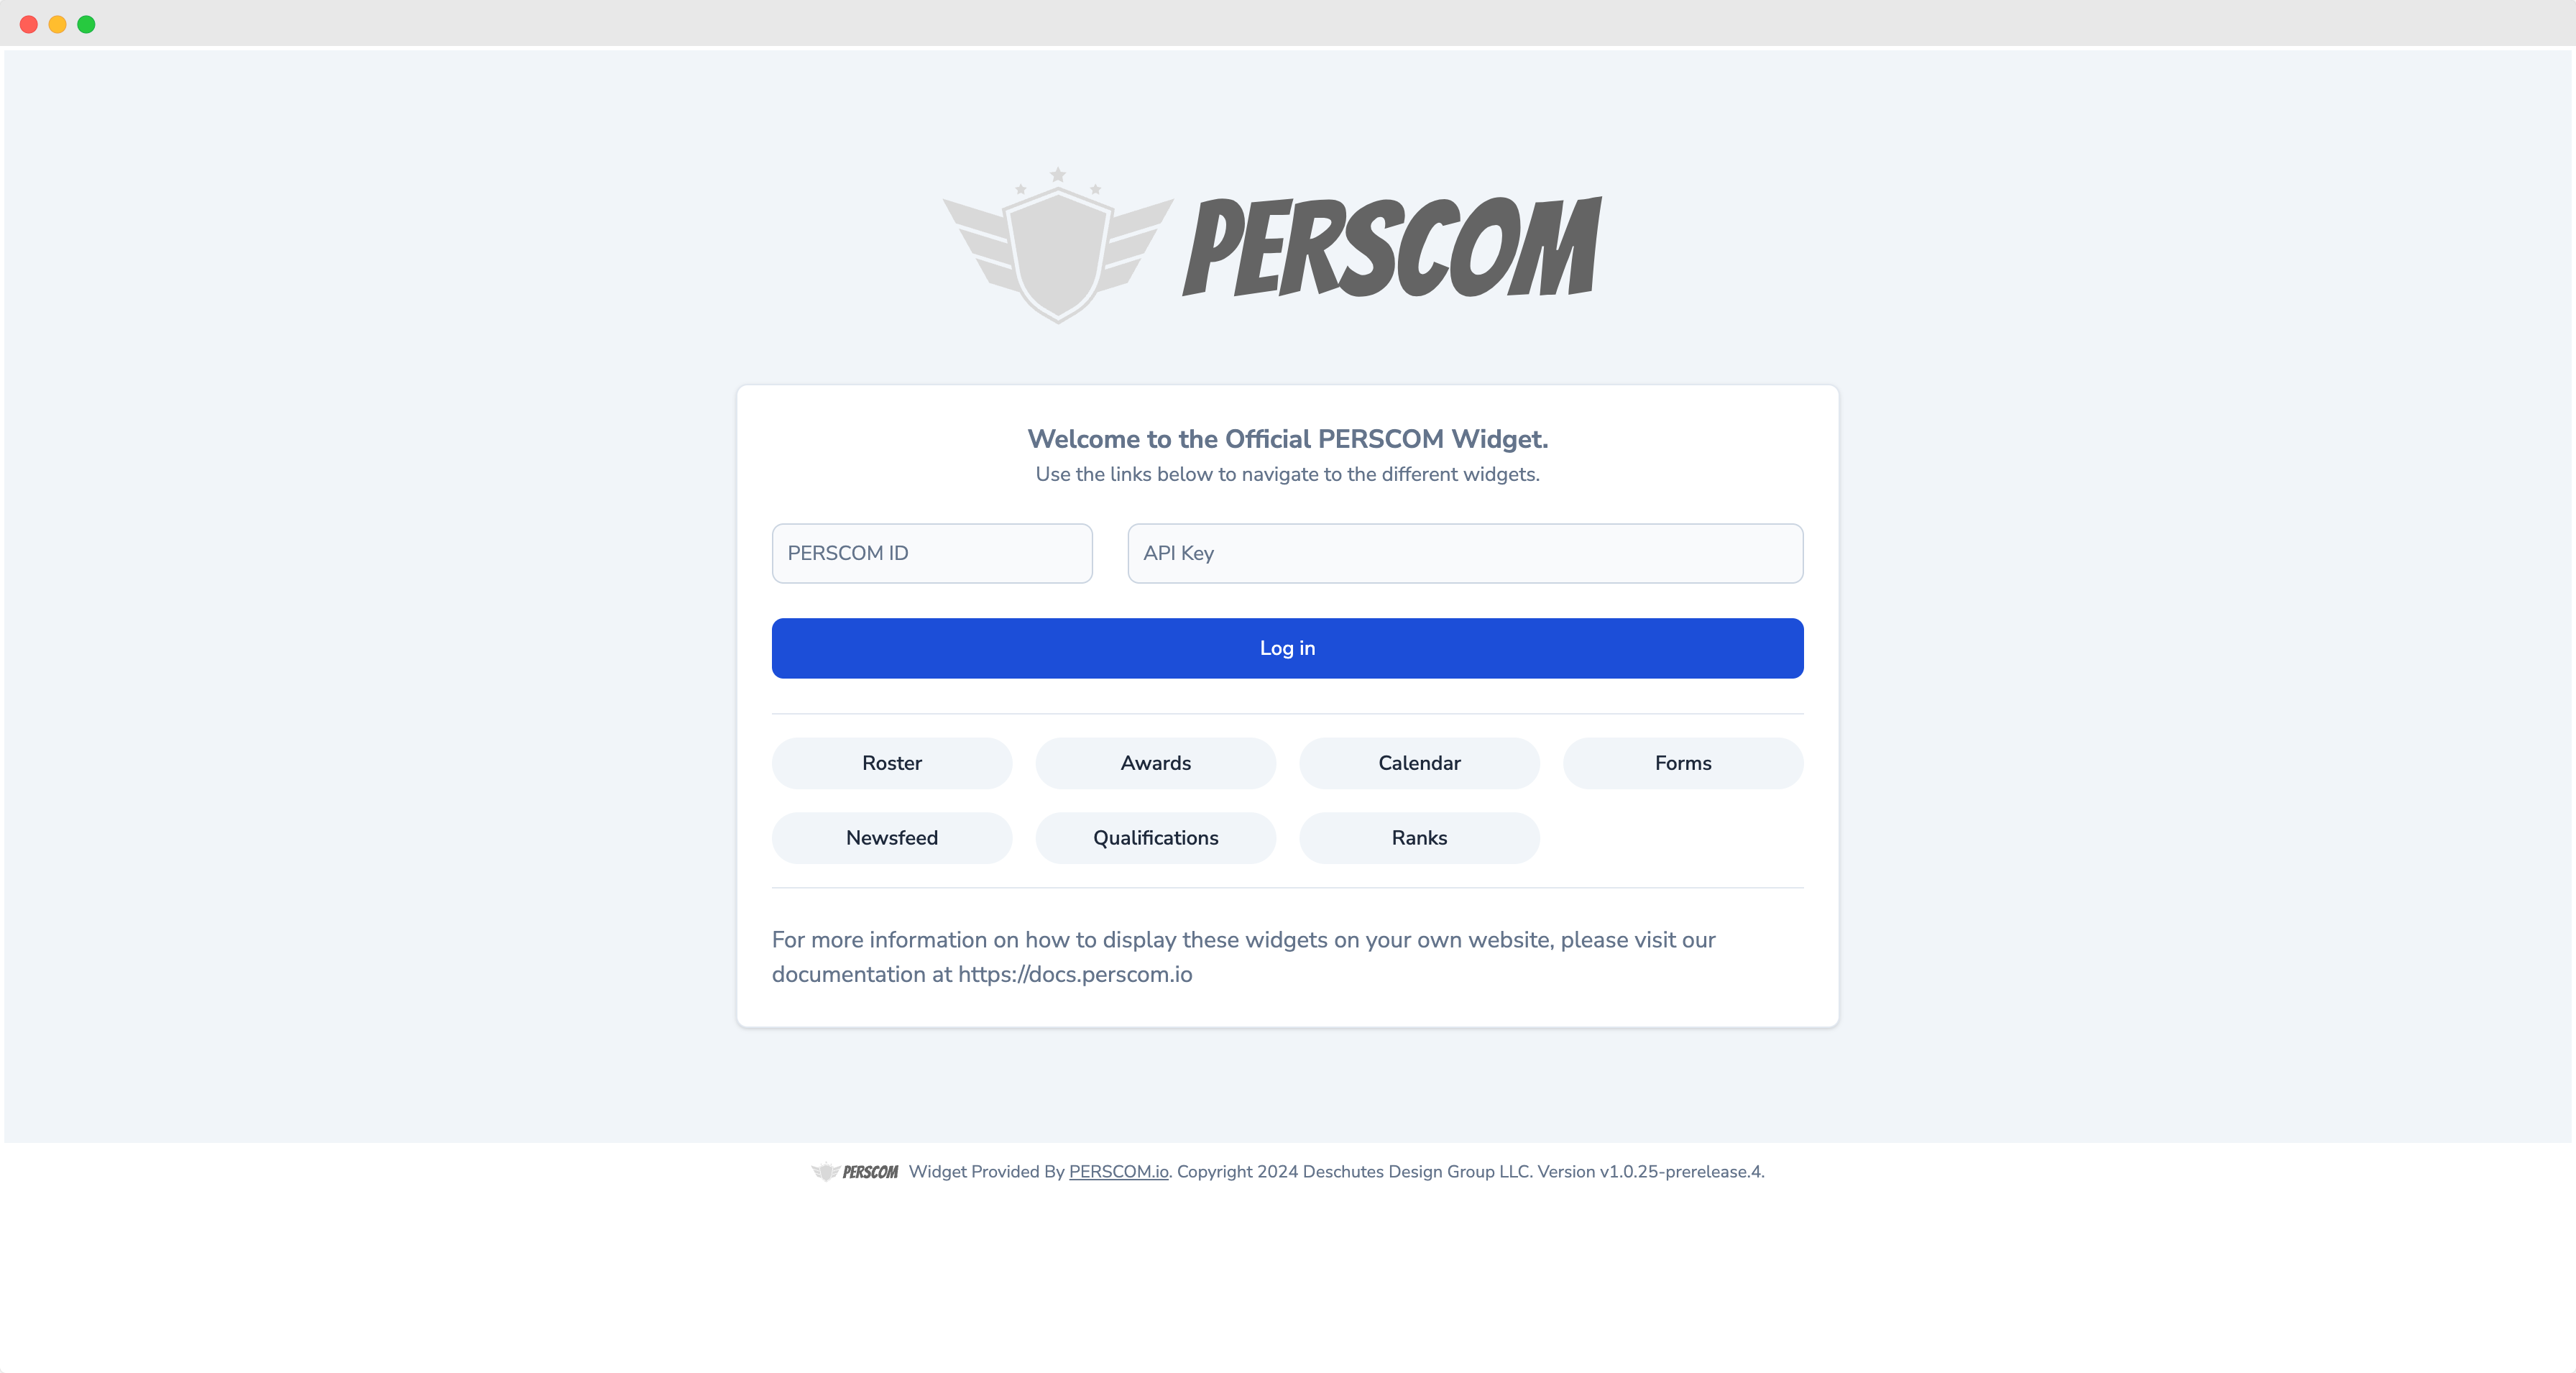 PERSCOM
Welcome to the Official PERSCOM Widget.
Use the links below to navigate to the different widgets.
PERSCOM ID
API Key
Log in
Roster
Awards
Calendar
Forms
Newsfeed
Qualifications
Ranks
For more information on how to display these widgets on your own website, please visit our
documentation at https://docs.perscom.io
PERSCOM Widget Provided By PERSCOM.io. Copyright 2024 Deschutes Design Group LLC. Version v1.0.25-prerelease.4.